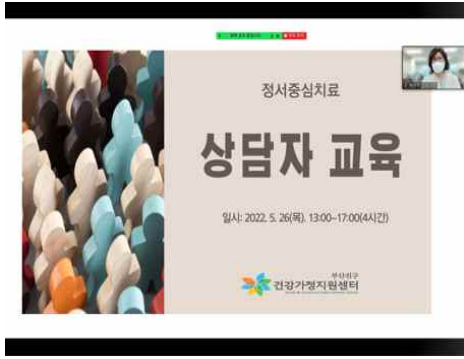 정서중심치료
상담자 교육
일시: 2022. 5. 26(목). 13:00~17:00(4시간)
부산서구
건강가정지원센터